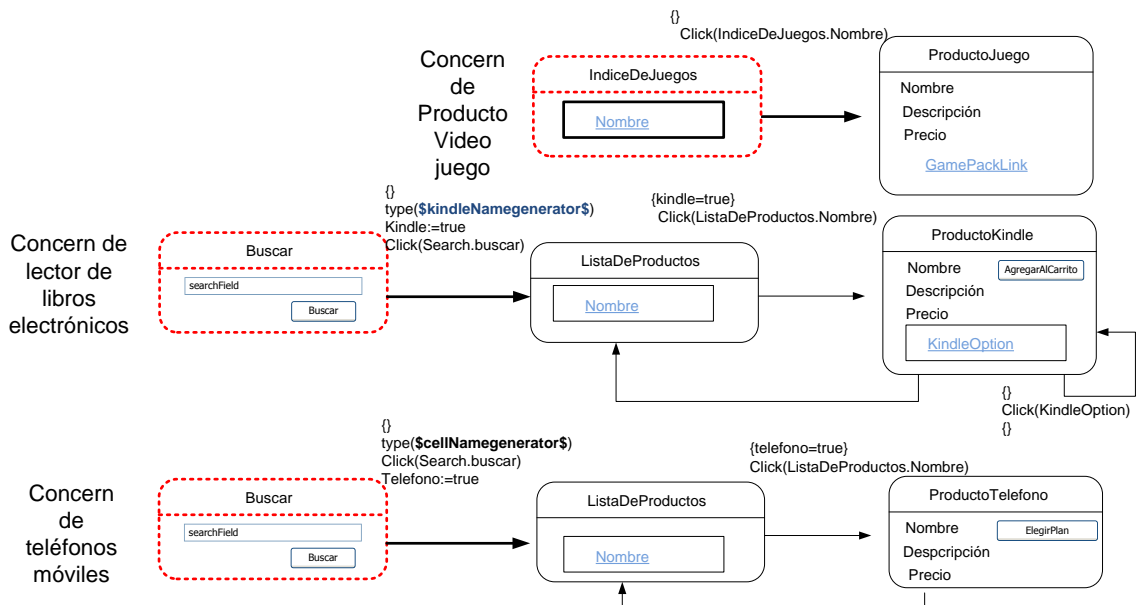 Concern
de
Producto
Video
juego
IndiceDeJuegos
Nombre
{}
Click(IndiceDeJuegos.Nombre)
ProductoJuego
Nombre
Descripción
Precio
GamePackLink
Concern de
lector de
libros
electrónicos
Buscar
searchField
Buscar
{}
type($kindleNamegenerator$)
Kindle:=true
Click(Search.buscar)
ListaDeProductos
Nombre
{kindle=true}
Click(ListaDeProductos.Nombre)
ProductoKindle
Nombre
AgregarAlCarrito
Descripción
Precio
KindleOption
{}
Click(KindleOption)
{}
Concern
de
teléfonos
móviles
Buscar
searchField
Buscar
{}
type($cellNamegenerator$)
Click(Search.buscar)
Telefono:=true
ListaDeProductos
Nombre
{telefono=true}
Click(ListaDeProductos.Nombre)
ProductoTelefono
Nombre
ElegirPlan
Despcripción
Precio